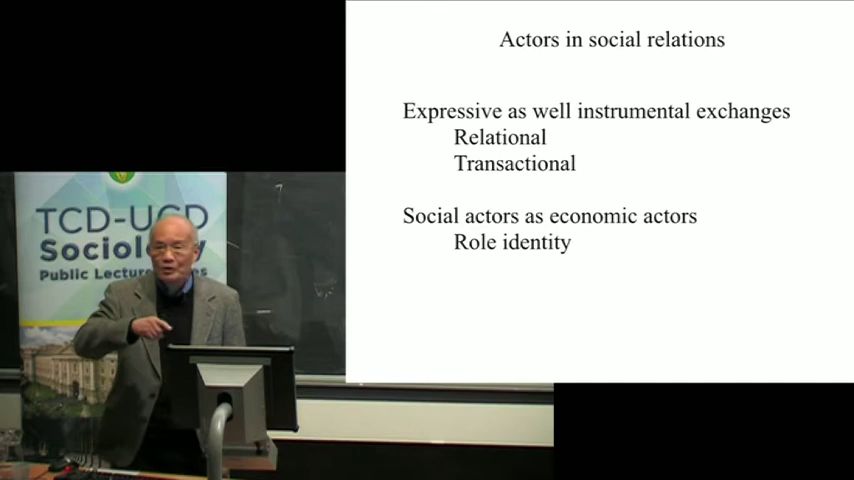 Actors in social relations
Expressive as well instrumental exchanges
Relational
Transactional
Social actors as economic actors
Role identity
TCD-UCD
Sociology
Public Lecture Series